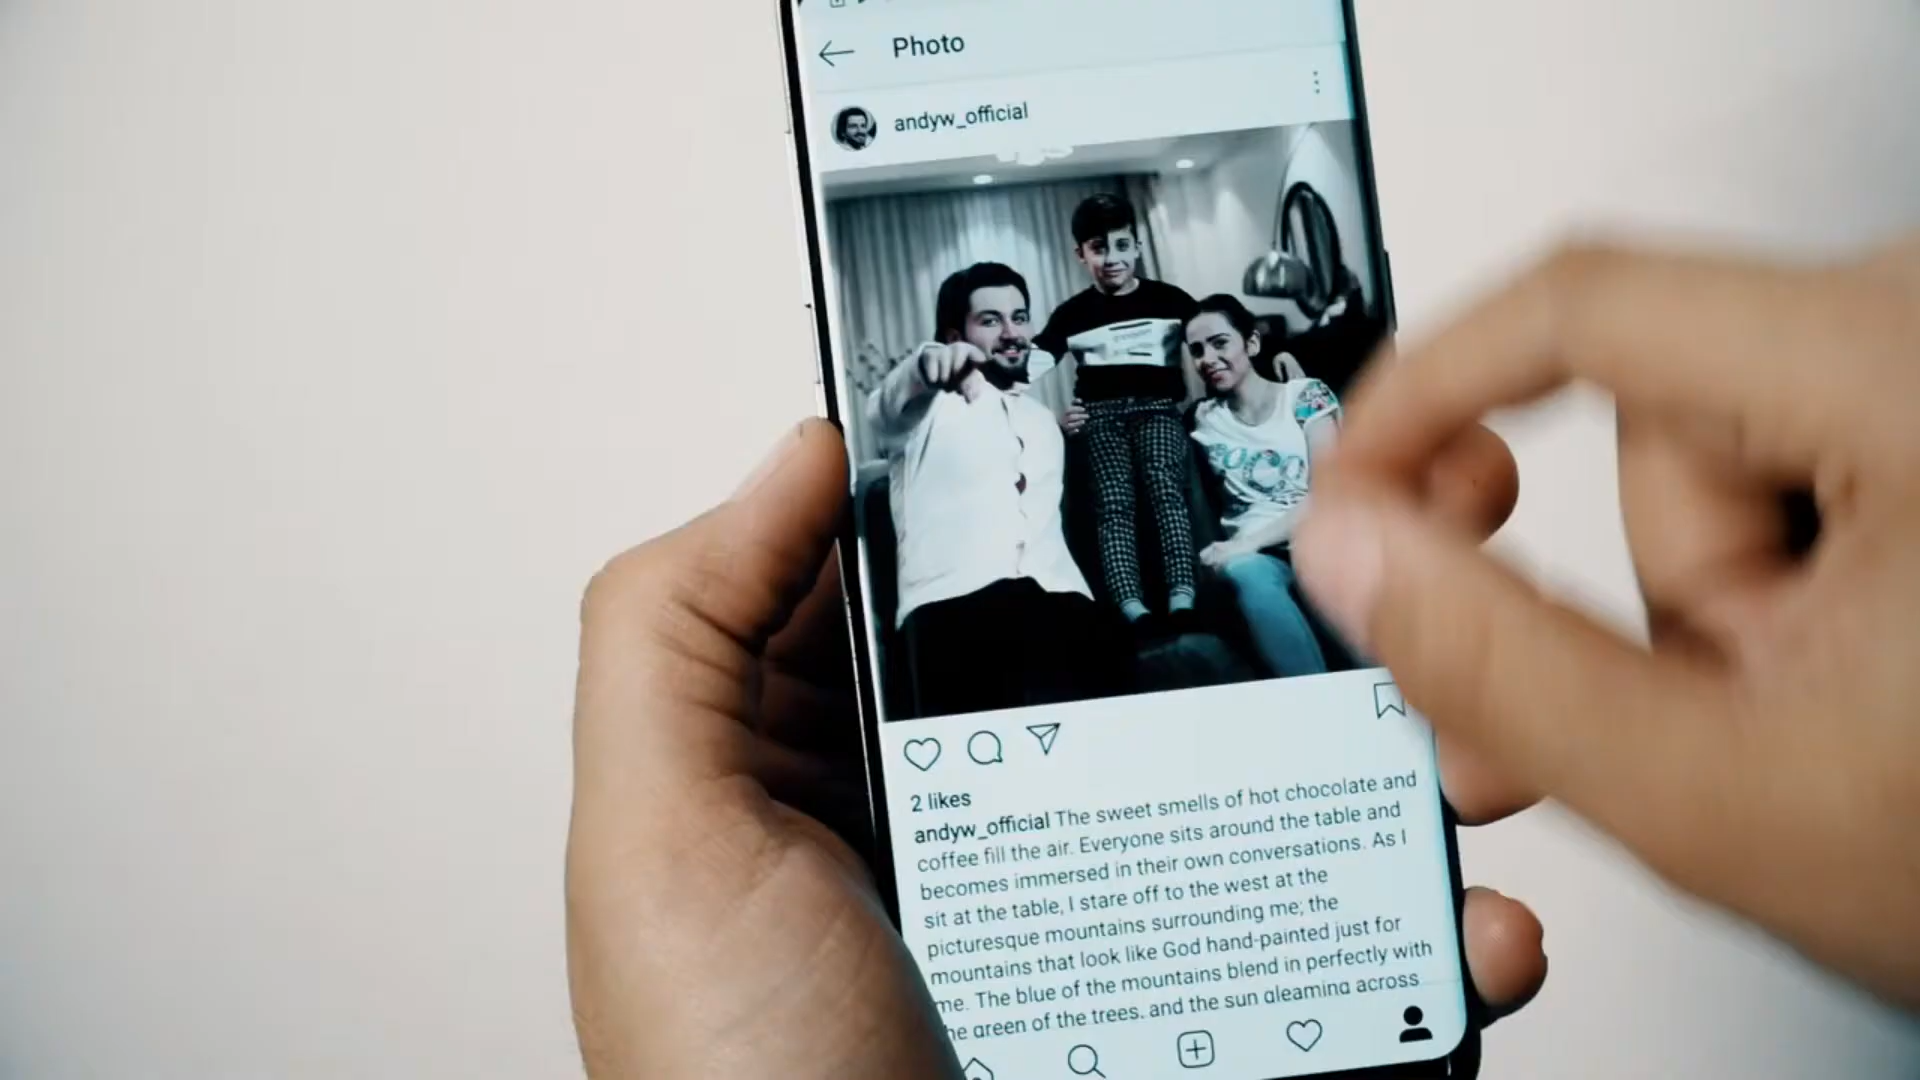 Photo
andyw_official
COCO
2 likes
andyw_official The sweet smells of hot chocolate and
coffee fill the air. Everyone sits around the table and
becomes immersed in their own conversations. As I
sit at the table, I stare off to the west at the
picturesque mountains surrounding me; the
mountains that look like God hand-painted just for
me. The blue of the mountains blend in perfectly with
he green of the trees, and the sun gleaming across